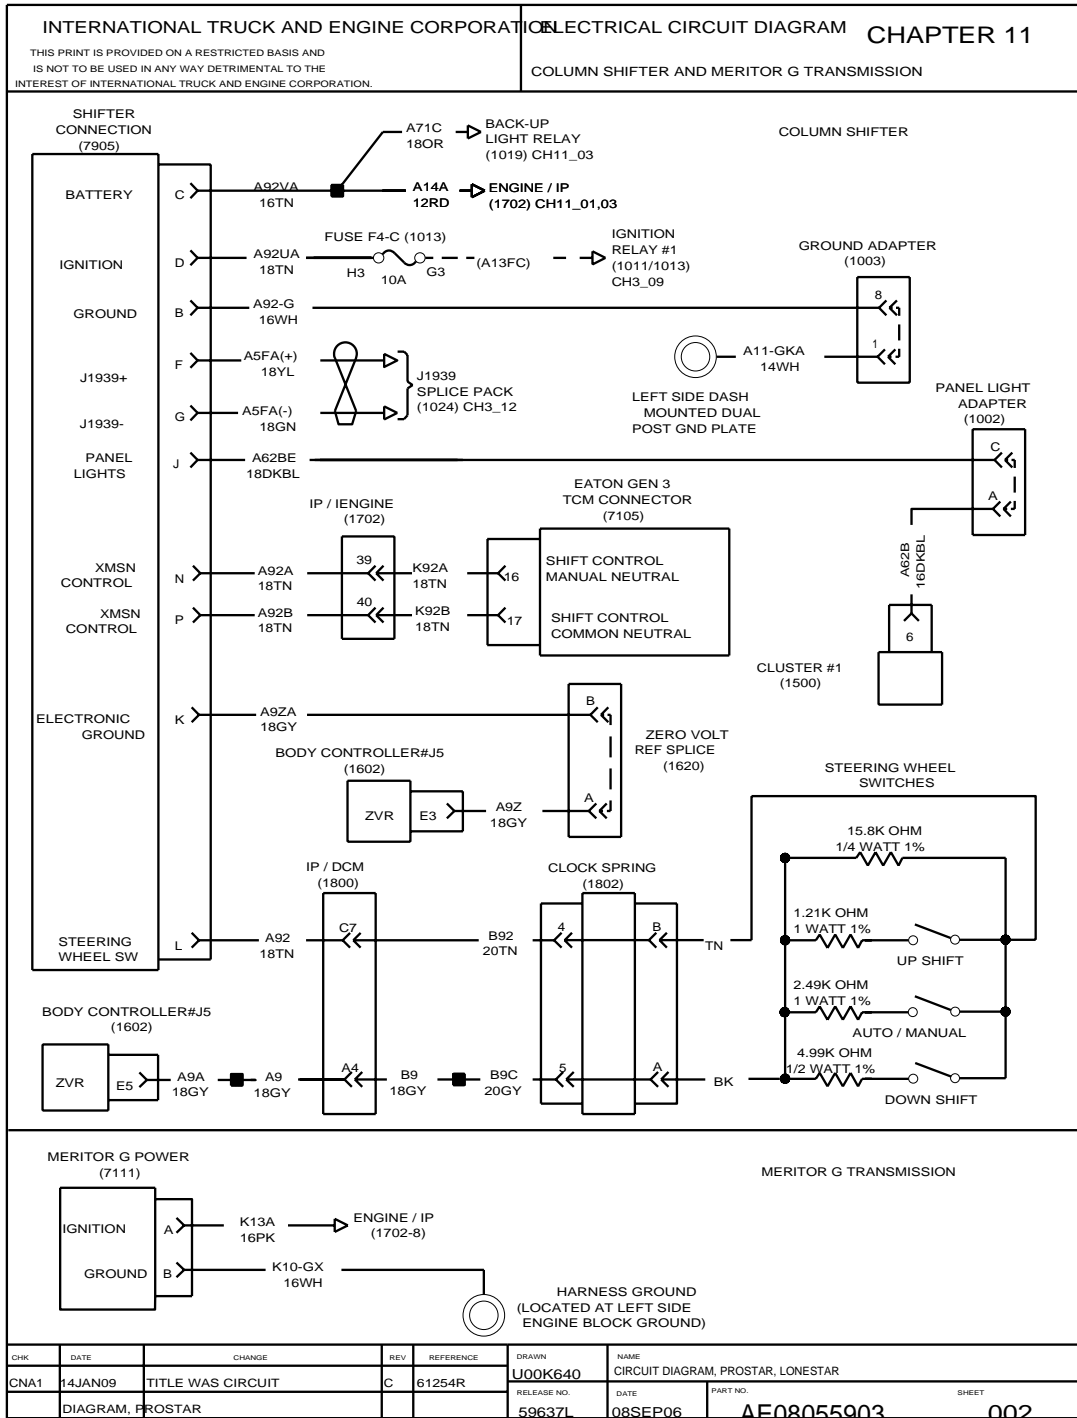 INTERNATIONAL TRUCK AND ENGINE CORPORATION
ELECTRICAL CIRCUIT DIAGRAM
CHAPTER 11
THIS PRINT IS PROVIDED ON A RESTRICTED BASIS AND
IS NOT TO BE USED IN ANY WAY DETRIMENTAL TO THE
INTEREST OF INTERNATIONAL TRUCK AND ENGINE CORPORATION.
COLUMN SHIFTER AND MERITOR G TRANSMISSION
SHIFTER
CONNECTION
(7905)
COLUMN SHIFTER
A71C
18OR
BACK-UP
LIGHT RELAY
(1019) CH11_03
BATTERY
C
A92VA
16TN
A14A
12RD
ENGINE / IP
(1702) CH11_01,03
IGNITION
D
A92UA
18TN
FUSE F4-C (1013)
H3
10A
G3
(A13FC)
IGNITION
RELAY #1
(1011/1013)
CH3_09
GROUND ADAPTER
(1003)
GROUND
B
A92-G
16WH
8
1
J1939+
F
A5FA(+)
18YL
J1939
SPLICE PACK
(1024) CH3_12
A11-GKA
14WH
LEFT SIDE DASH
MOUNTED DUAL
POST GND PLATE
J1939-
G
A5FA(-)
18GN
PANEL LIGHT
ADAPTER
(1002)
PANEL
LIGHTS
J
A62BE
18DKBL
C
A
A62B
16DKBL
6
CLUSTER #1
(1500)
IP / IENGINE
(1702)
EATON GEN 3
TCM CONNECTOR
(7105)
XMSN
CONTROL
N
A92A
18TN
39
K92A
18TN
16
SHIFT CONTROL
MANUAL NEUTRAL
XMSN
CONTROL
P
A92B
18TN
40
K92B
18TN
17
SHIFT CONTROL
COMMON NEUTRAL
ELECTRONIC
GROUND
K
A9ZA
18GY
B
A
ZERO VOLT
REF SPLICE
(1620)
BODY CONTROLLER#J5
(1602)
ZVR
E3
A9Z
18GY
STEERING WHEEL
SWITCHES
15.8K OHM
1/4 WATT 1%
1.21K OHM
1 WATT 1%
UP SHIFT
2.49K OHM
1 WATT 1%
AUTO / MANUAL
4.99K OHM
1/2 WATT 1%
DOWN SHIFT
IP / DCM
(1800)
CLOCK SPRING
(1802)
STEERING
WHEEL SW
L
A92
18TN
C7
B92
20TN
4
B
TN
BODY CONTROLLER#J5
(1602)
ZVR
E5
A9A
18GY
A9
18GY
A4
B9
18GY
B9C
20GY
5
A
BK
MERITOR G POWER
(7111)
MERITOR G TRANSMISSION
IGNITION
A
K13A
16PK
ENGINE / IP
(1702-8)
GROUND
B
K10-GX
16WH
HARNESS GROUND
(LOCATED AT LEFT SIDE
ENGINE BLOCK GROUND)
CHK DATE CHANGE REV REFERENCE DRAWN NAME
CNA1 14JAN09 TITLE WAS CIRCUIT C 61254R U00K640 CIRCUIT DIAGRAM, PROSTAR, LONESTAR
DIAGRAM, PROSTAR
RELEASE NO. DATE PART NO. SHEET
59637L 08SEP06 AE08055903 002